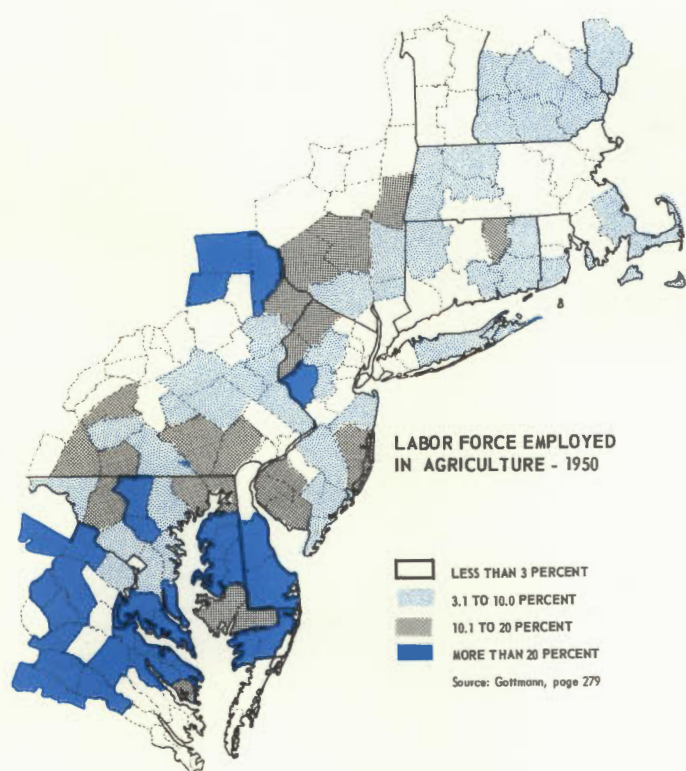 LABOR FORCE EMPLOYED
IN AGRICULTURE - 1950
LESS THAN 3 PERCENT
3.1 TO 10.0 PERCENT
10.1 TO 20 PERCENT
MORE THAN 20 PERCENT
Source: Gottmann, page 279